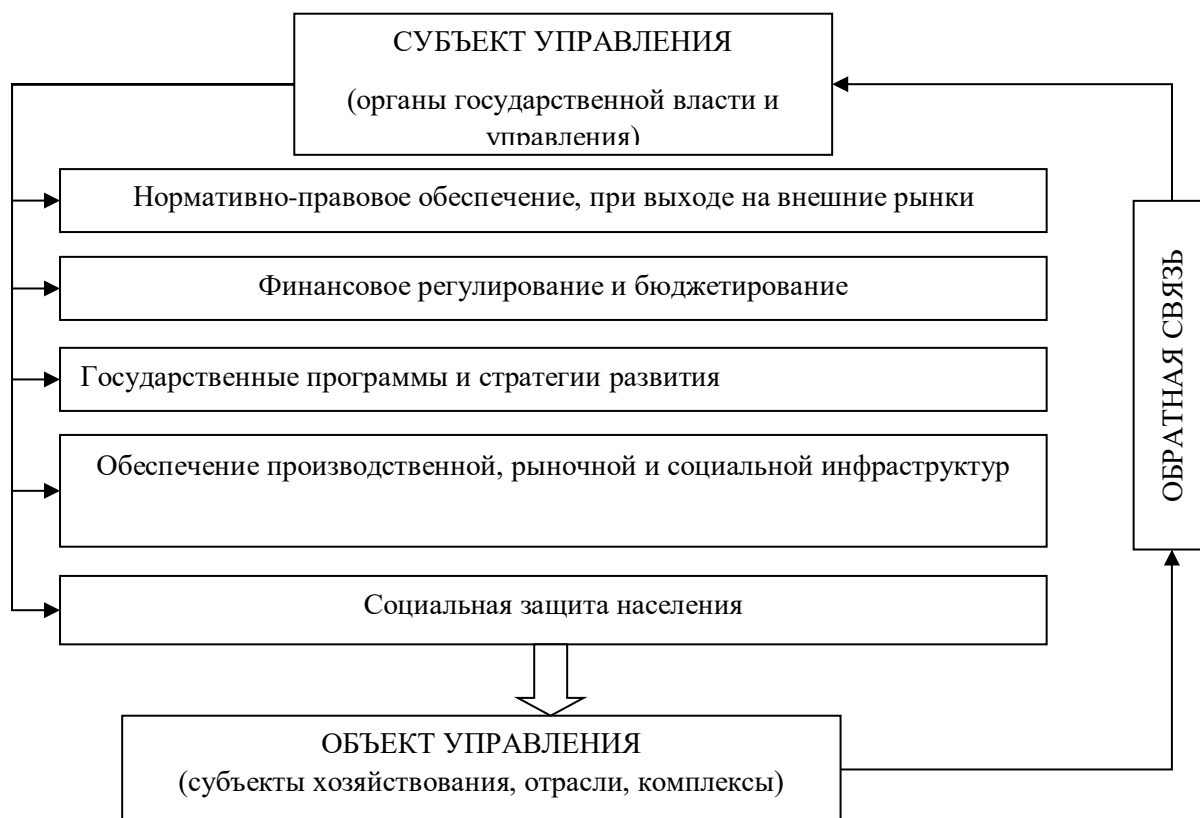 СУБЪЕКТ УПРАВЛЕНИЯ
(органы государственной власти и
управления)
Нормативно-правовое обеспечение, при выходе на внешние рынки
Финансовое регулирование и бюджетирование
Государственные программы и стратегии развития
Обеспечение производственной, рыночной и социальной инфраструктур
Социальная защита населения
ОБЪЕКТ УПРАВЛЕНИЯ
(субъекты хозяйствования, отрасли, комплексы)
ОБРАТНАЯ СВЯЗЬ